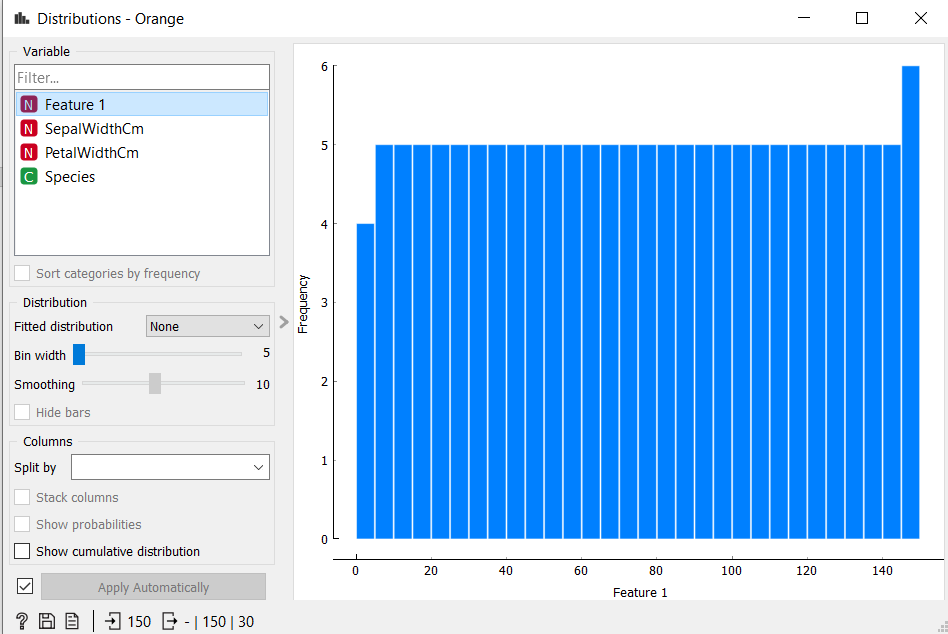 Distributions - Orange
Variable
Filter...
N Feature 1
N SepalWidthCm
N PetalWidthCm
C Species
Sort categories by frequency
Distribution
Fitted distribution None
Bin width 5
Smoothing 10
Hide bars
Columns
Split by
Stack columns
Show probabilities
Show cumulative distribution
Apply Automatically
? 150 - | 150 | 30
6
5
4
3
2
1
0
Frequency
0 20 40 60 80 100 120 140
Feature 1